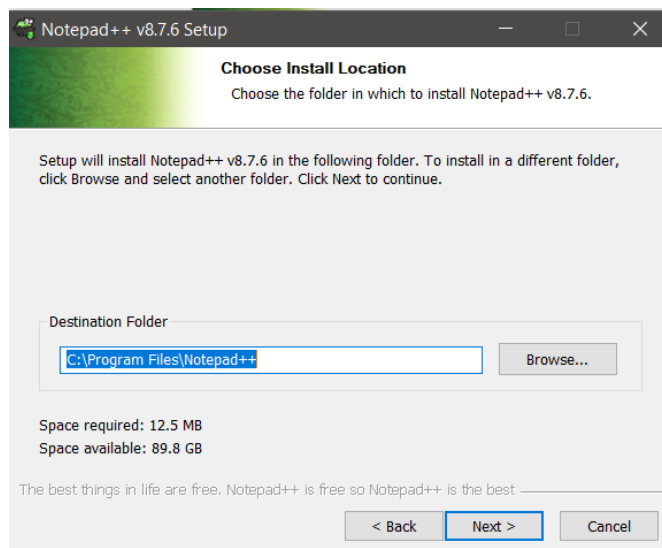 Notepad++ v8.7.6 Setup
Choose Install Location
Choose the folder in which to install Notepad++ v8.7.6.
Setup will install Notepad++ v8.7.6 in the following folder. To install in a different folder,
click Browse and select another folder. Click Next to continue.
Destination Folder
C:\Program Files\Notepad++
Browse...
Space required: 12.5 MB
Space available: 89.8 GB
The best things in life are free. Notepad++ is free so Notepad++ is the best
< Back Next > Cancel